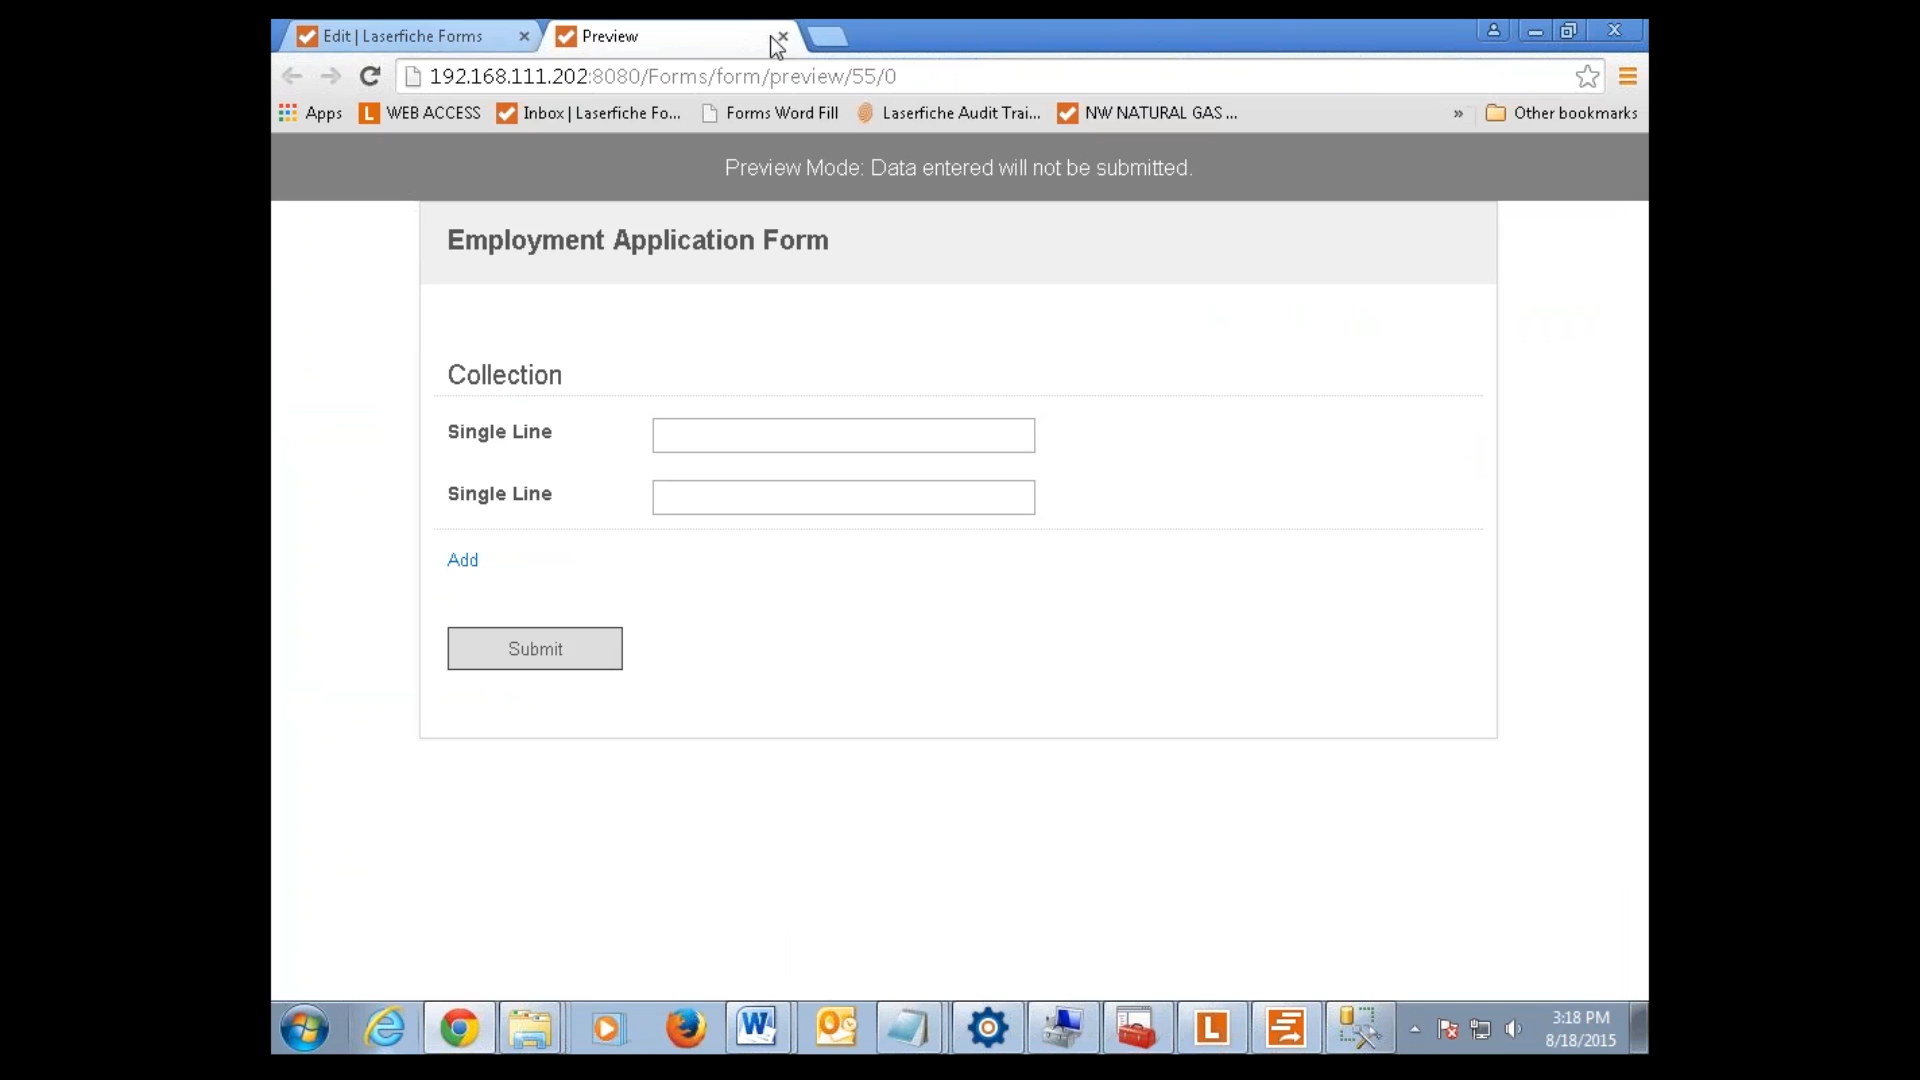 Edit | Laserfiche Forms
Preview
192.168.111.202:8080/Forms/form/preview/55/0
Apps
L WEB ACCESS
Inbox | Laserfiche Fo...
Forms Word Fill
Laserfiche Audit Trai...
NW NATURAL GAS ...
»
Other bookmarks
Preview Mode: Data entered will not be submitted.
Employment Application Form
Collection
Single Line
Single Line
Add
Submit
3:18 PM
8/18/2015